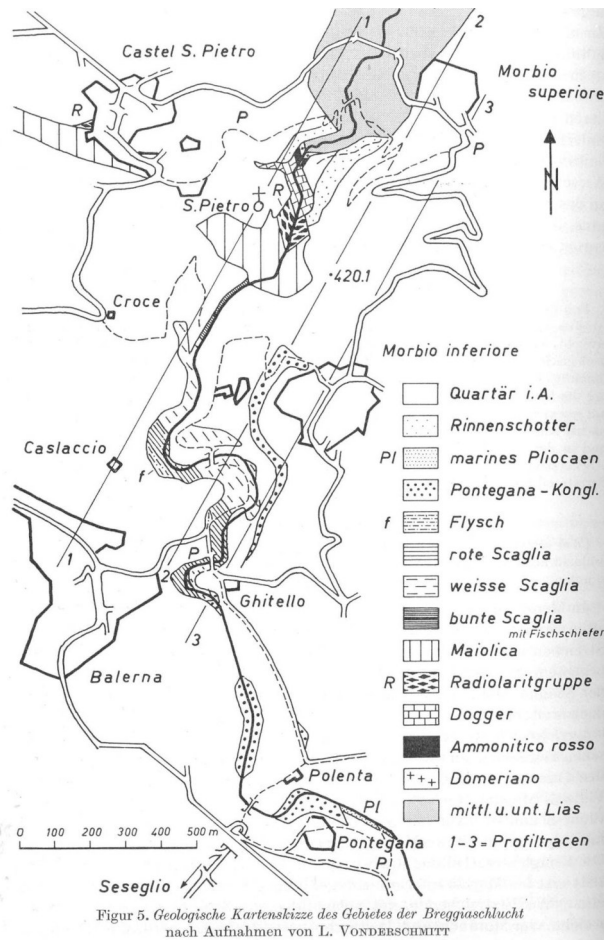 Castel S. Pietro
1
2
Morbio
superiore
3
R
P
P
N
R
S. Pietro
420.1
Croce
Morbio inferiore
Quartär i. A.
Rinnenschotter
Caslaccio
Pl marines Pliocaen
Pontegana - Kongl.
f
f Flysch
1
P
2
rote Scaglia
Ghitello
weisse Scaglia
3
bunte Scaglia
mit Fischschiefer
Balerna
Maiolica
R Radiolaritgruppe
Dogger
Ammonitico rosso
Polenta
Domeriano
Pl
mittl. u. unt. Lias
0 100 200 300 400 500 m
Pontegana
1-3 = Profiltracen
P
Seseglio
Figur 5. Geologische Kartenskizze des Gebietes der Breggiaschlucht
nach Aufnahmen von L. VONDERSCHMITT